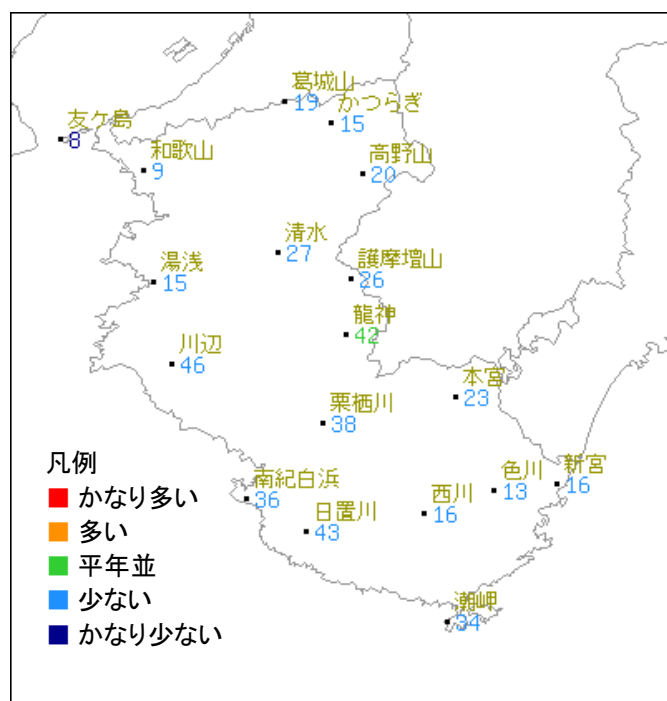 葛城山
19
かつらぎ
15
友ケ島
8
和歌山
9
高野山
20
清水
27
護摩壇山
26
湯浅
15
龍神
42
川辺
46
本宮
23
栗栖川
38
南紀白浜
36
日置川
43
西川
16
色川
13
新宮
16
潮岬
34
凡例
かなり多い
多い
平年並
少ない
かなり少ない